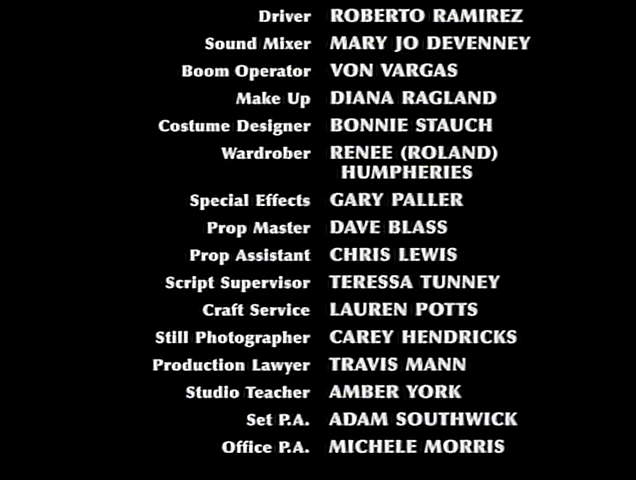 Driver ROBERTO RAMIREZ
Sound Mixer MARY JO DEVENNEY
Boom Operator VON VARGAS
Make Up DIANA RAGLAND
Costume Designer BONNIE STAUCH
Wardrober RENEE (ROLAND)
HUMPHERIES
Special Effects GARY PALLER
Prop Master DAVE BLASS
Prop Assistant CHRIS LEWIS
Script Supervisor TERESSA TUNNEY
Craft Service LAUREN POTTS
Still Photographer CAREY HENDRICKS
Production Lawyer TRAVIS MANN
Studio Teacher AMBER YORK
Set P.A. ADAM SOUTHWICK
Office P.A. MICHELE MORRIS